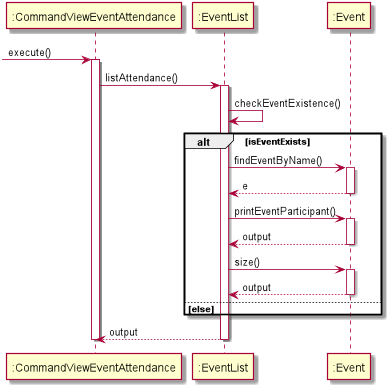 :CommandViewEventAttendance :EventList :Event
execute()
listAttendance()
checkEventExistence()
alt [isEventExists]
findEventByName()
e
printEventParticipant()
output
size()
output
[else]
output
:CommandViewEventAttendance :EventList :Event